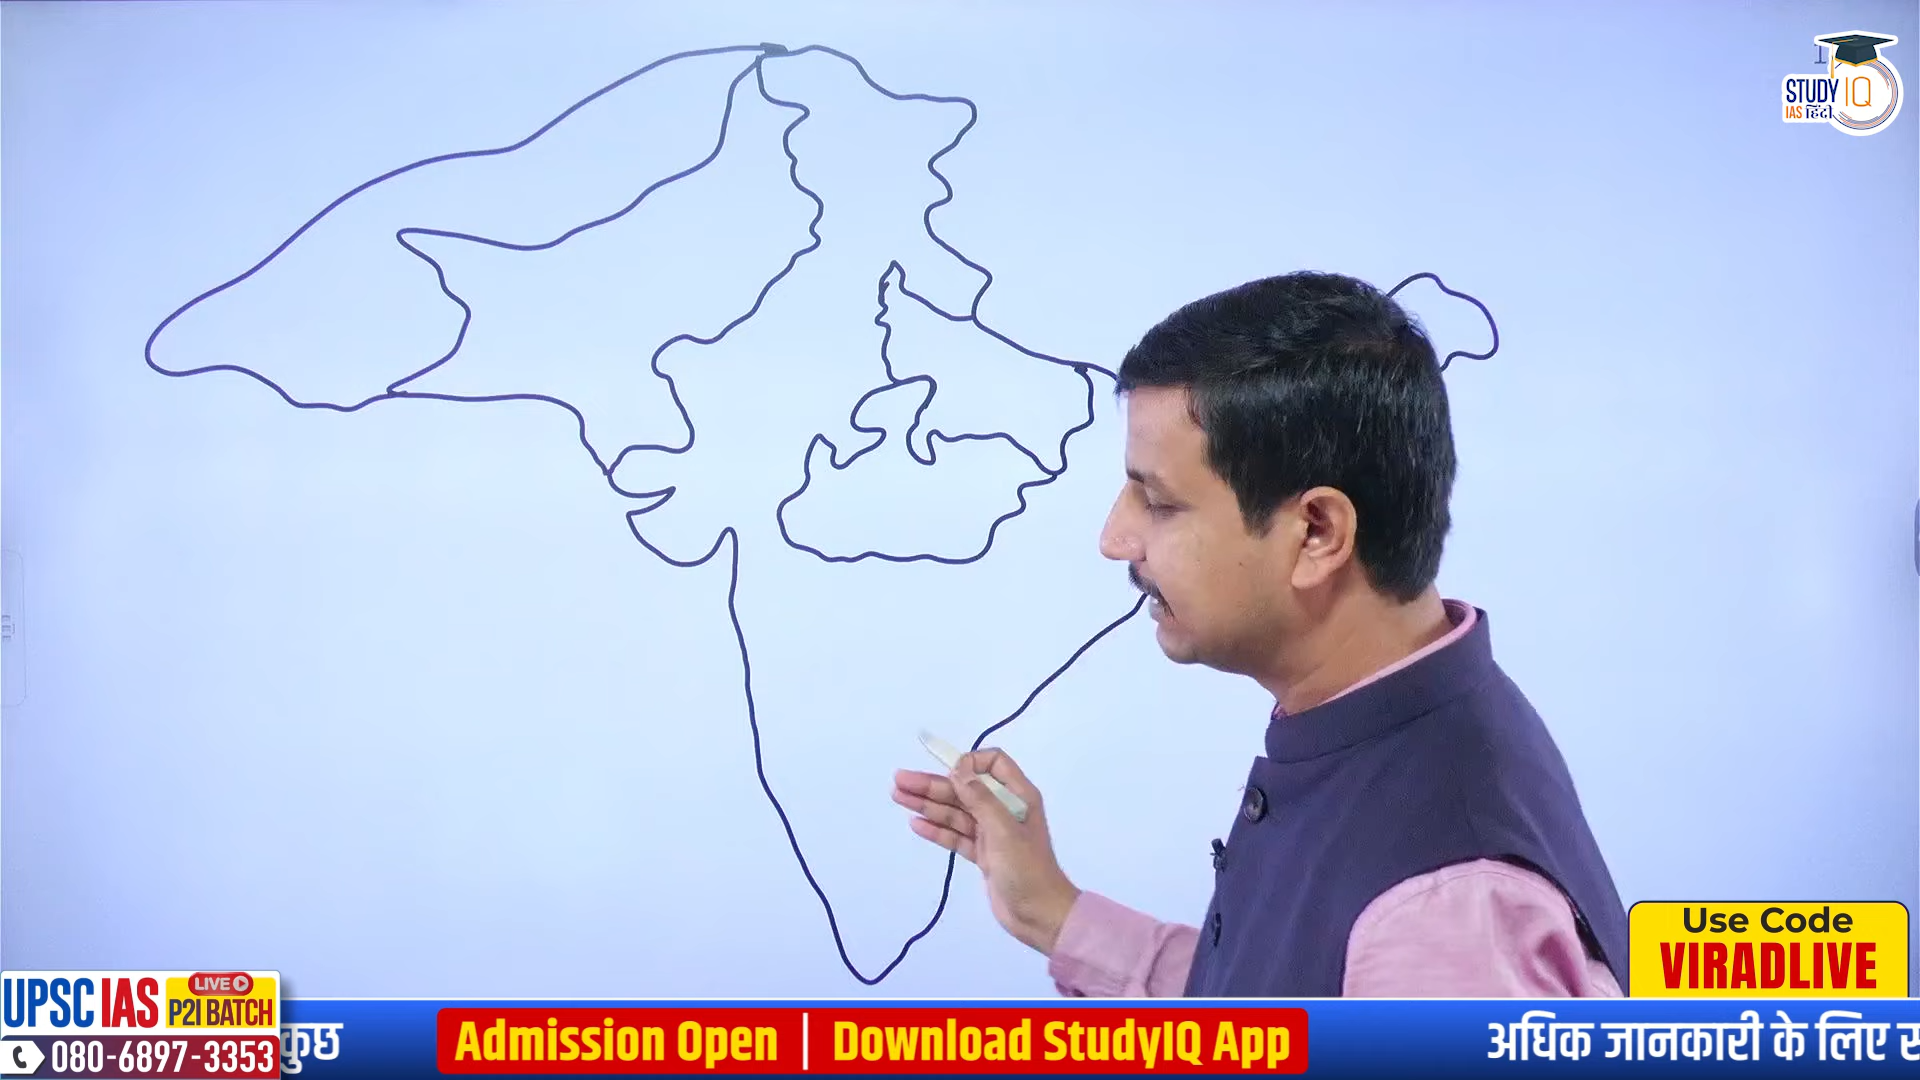 STUDY IQ
IAS हिंदी
Use Code
VIRADLIVE
UPSC IAS
LIVE
P2I BATCH
080-6897-3353
कुछ
Admission Open | Download StudyIQ App
अधिक जानकारी के लिए